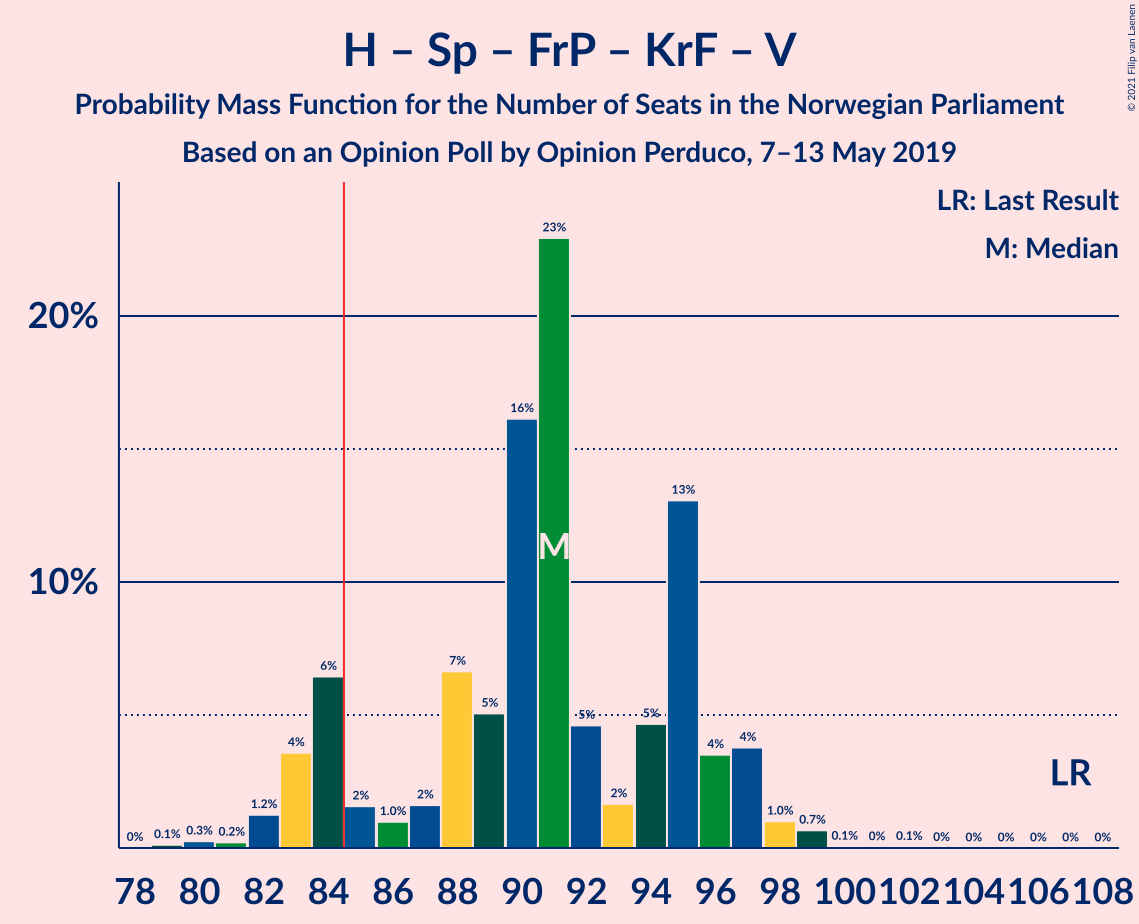 H – Sp – FrP – KrF – V
Probability Mass Function for the Number of Seats in the Norwegian Parliament
Based on an Opinion Poll by Opinion Perduco, 7–13 May 2019
© 2021 Filip van Laenen
LR: Last Result
M: Median
20%
10%
0% 0.1% 0.3% 0.2% 1.2% 4% 6% 2% 1.0% 2% 7% 5% 16% 23% 5% 2% 5% 13% 4% 4% 1.0% 0.7% 0.1% 0% 0.1% 0% 0% 0% 0% 0% 0%
M
LR
78 80 82 84 86 88 90 92 94 96 98 100 102 104 106 108